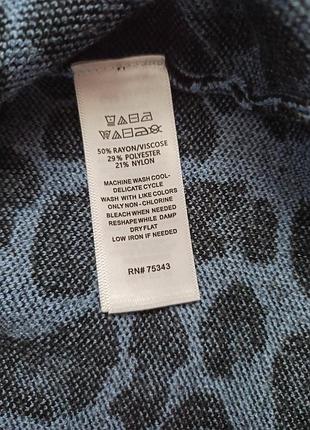 50% RAYON/VISCOSE
29% POLYESTER
21% NYLON
MACHINE WASH COOL-
DELICATE CYCLE
WASH WITH LIKE COLORS
ONLY NON - CHLORINE
BLEACH WHEN NEEDED
RESHAPE WHILE DAMP
DRY FLAT
LOW IRON IF NEEDED
RN# 75343